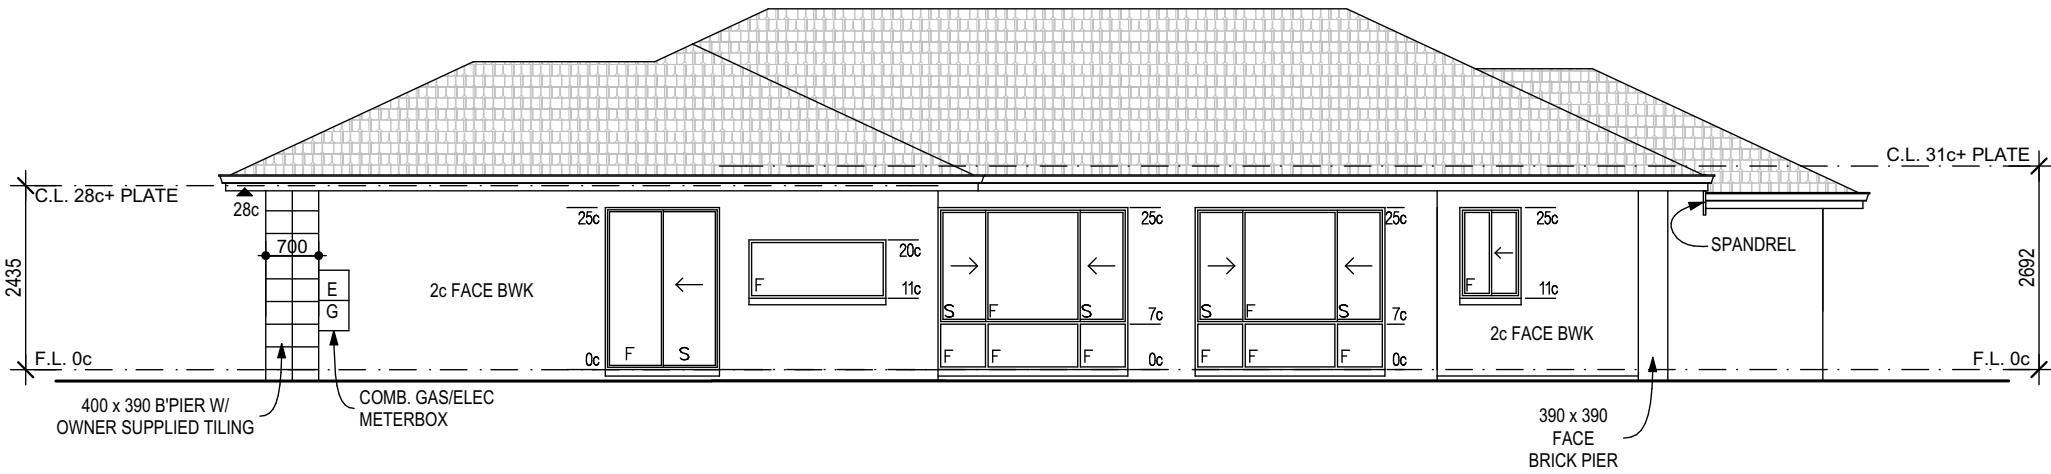 C.L. 31c+ PLATE
C.L. 28c+ PLATE
28c
25c
25c
25c
25c
SPANDREL
700
20c
2435
2692
E
2c FACE BWK
F
11c
F
11c
G
S
F
S
7c
S
F
S
7c
2c FACE BWK
F.L. 0c
0c
F
S
F
F
F
0c
F
F
F
0c
F.L. 0c
400 x 390 B'PIER W/
OWNER SUPPLIED TILING
COMB. GAS/ELEC
METERBOX
390 x 390
FACE
BRICK PIER